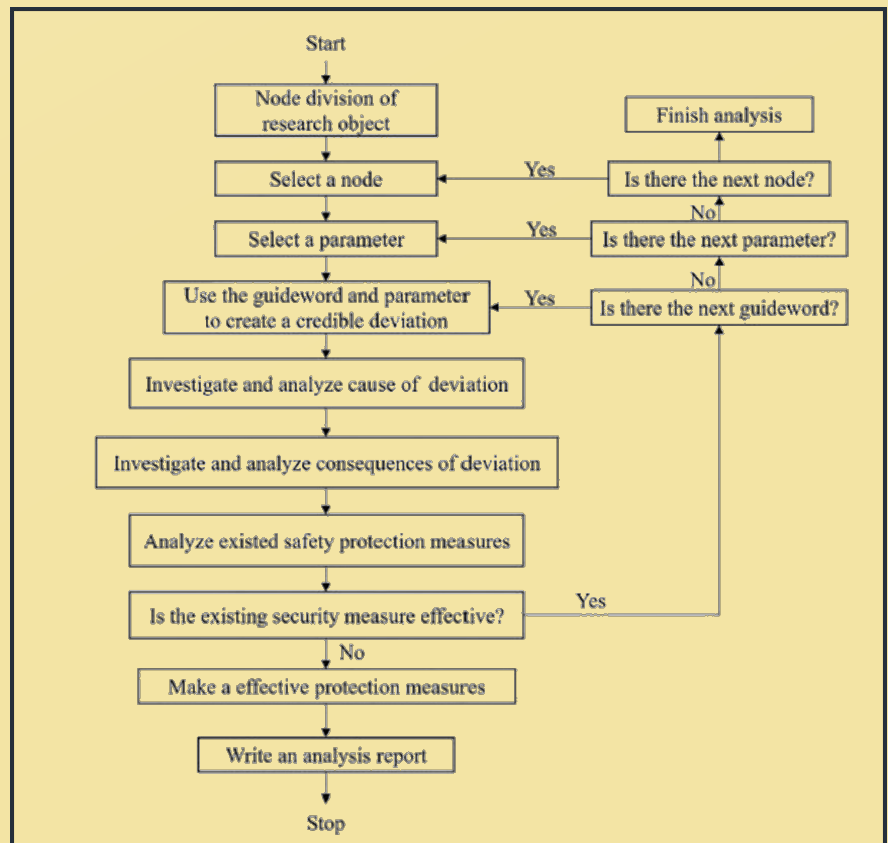 Start
Node division of
research object
Finish analysis
Select a node
Yes
Is there the next node?
No
Select a parameter
Yes
Is there the next parameter?
No
Use the guideword and parameter
to create a credible deviation
Yes
Is there the next guideword?
Investigate and analyze cause of deviation
Investigate and analyze consequences of deviation
Analyze existed safety protection measures
Is the existing security measure effective?
Yes
No
Make a effective protection measures
Write an analysis report
Stop